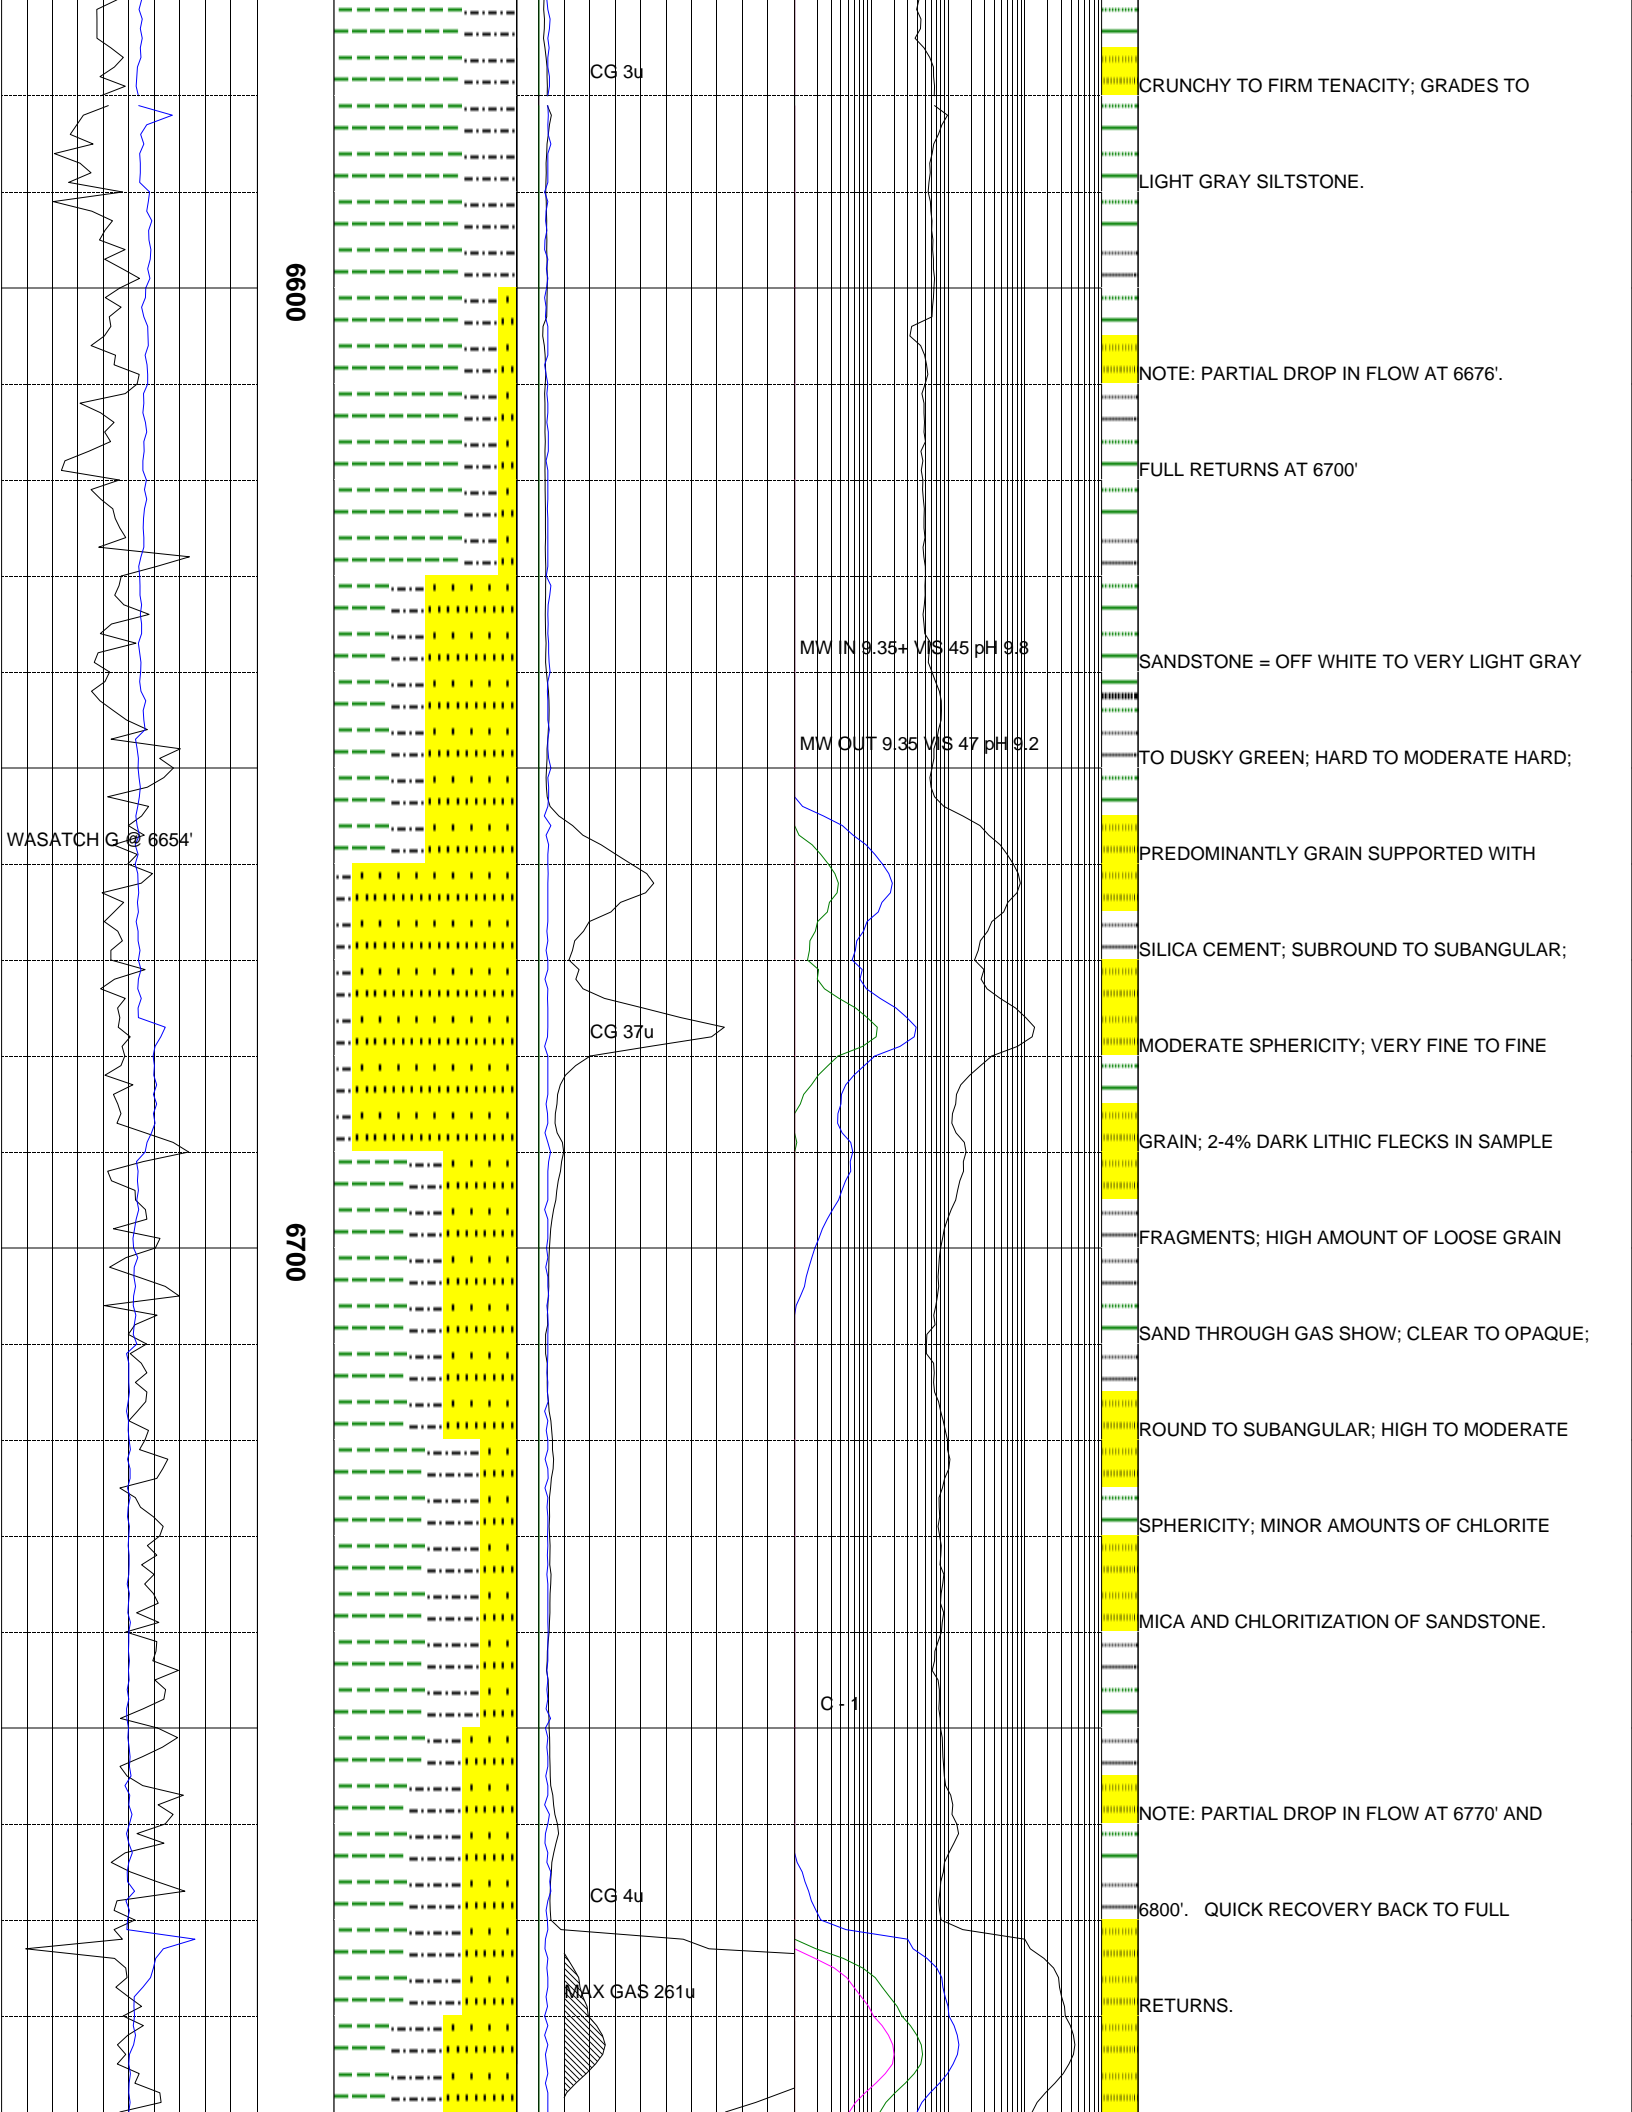 CG 3u
CRUNCHY TO FIRM TENACITY; GRADES TO
LIGHT GRAY SILTSTONE.
6600
NOTE: PARTIAL DROP IN FLOW AT 6676'.
FULL RETURNS AT 6700'
MW IN 9.35+ VIS 45 pH 9.8
SANDSTONE = OFF WHITE TO VERY LIGHT GRAY
MW OUT 9.35 VIS 47 pH 9.2
TO DUSKY GREEN; HARD TO MODERATE HARD;
WASATCH G @ 6654'
PREDOMINANTLY GRAIN SUPPORTED WITH
SILICA CEMENT; SUBROUND TO SUBANGULAR;
CG 37u
MODERATE SPHERICITY; VERY FINE TO FINE
GRAIN; 2-4% DARK LITHIC FLECKS IN SAMPLE
6700
FRAGMENTS; HIGH AMOUNT OF LOOSE GRAIN
SAND THROUGH GAS SHOW; CLEAR TO OPAQUE;
ROUND TO SUBANGULAR; HIGH TO MODERATE
SPHERICITY; MINOR AMOUNTS OF CHLORITE
MICA AND CHLORITIZATION OF SANDSTONE.
C - 1
NOTE: PARTIAL DROP IN FLOW AT 6770' AND
CG 4u
6800'.   QUICK RECOVERY BACK TO FULL
MAX GAS 261u
RETURNS.